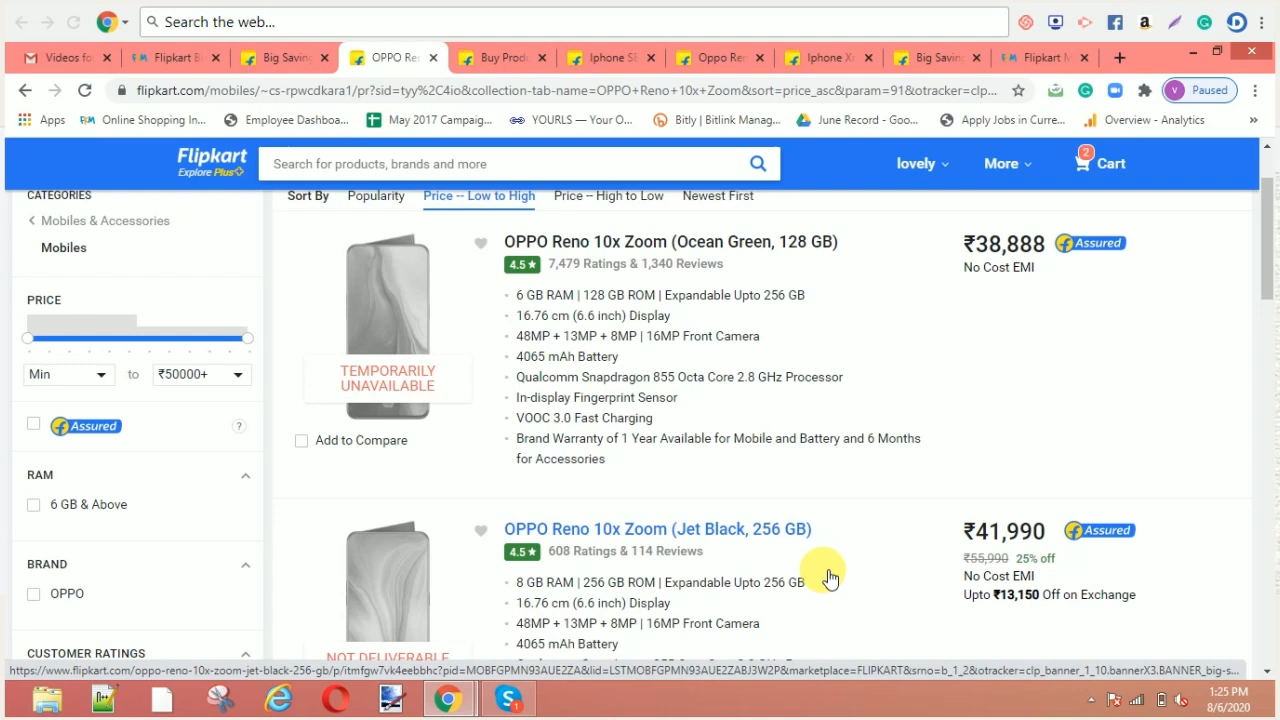 Search the web...
Videos fo
Flipkart B
Big Saving
OPPO Re
Buy Prod
Iphone SE
Oppo Ren
Iphone Xr
Big Savin
Flipkart M
flipkart.com/mobiles/~cs-rpwcdkara1/pr?sid=tyy%2C4io&collection-tab-name=OPPO+Reno+10x+Zoom&sort=price_asc&param=91&otracker=clp...
Paused
Apps
Online Shopping In...
Employee Dashboa...
May 2017 Campaig...
YOURLS — Your O...
Bitly | Bitlink Manag...
June Record - Goo...
Apply Jobs in Curre...
Overview - Analytics
Flipkart
Explore Plus
Search for products, brands and more
lovely
More
2
Cart
CATEGORIES
Mobiles & Accessories
Mobiles
PRICE
Min
to
₹50000+
Assured
?
RAM
6 GB & Above
BRAND
OPPO
CUSTOMER RATINGS
Sort By
Popularity
Price -- Low to High
Price -- High to Low
Newest First
OPPO Reno 10x Zoom (Ocean Green, 128 GB)
4.5★ 7,479 Ratings & 1,340 Reviews
6 GB RAM | 128 GB ROM | Expandable Upto 256 GB
16.76 cm (6.6 inch) Display
48MP + 13MP + 8MP | 16MP Front Camera
4065 mAh Battery
Qualcomm Snapdragon 855 Octa Core 2.8 GHz Processor
In-display Fingerprint Sensor
VOOC 3.0 Fast Charging
Brand Warranty of 1 Year Available for Mobile and Battery and 6 Months
for Accessories
TEMPORARILY
UNAVAILABLE
Add to Compare
₹38,888
Assured
No Cost EMI
OPPO Reno 10x Zoom (Jet Black, 256 GB)
4.5★ 608 Ratings & 114 Reviews
8 GB RAM | 256 GB ROM | Expandable Upto 256 GB
16.76 cm (6.6 inch) Display
48MP + 13MP + 8MP | 16MP Front Camera
4065 mAh Battery
NOT DELIVERABLE
₹41,990
Assured
₹55,990 25% off
No Cost EMI
Upto ₹13,150 Off on Exchange
https://www.flipkart.com/oppo-reno-10x-zoom-jet-black-256-gb/p/itmfgw7vk4eebbhc?pid=MOBFGPMN93AUE2ZZA&lid=LSTMOBFGPMN93AUE2ZABJ3W2P&marketplace=FLIPKART&srno=b_1_2&otracker=clp_banner_1_10.bannerX3.BANNER_big-s...
1:25 PM
8/6/2020